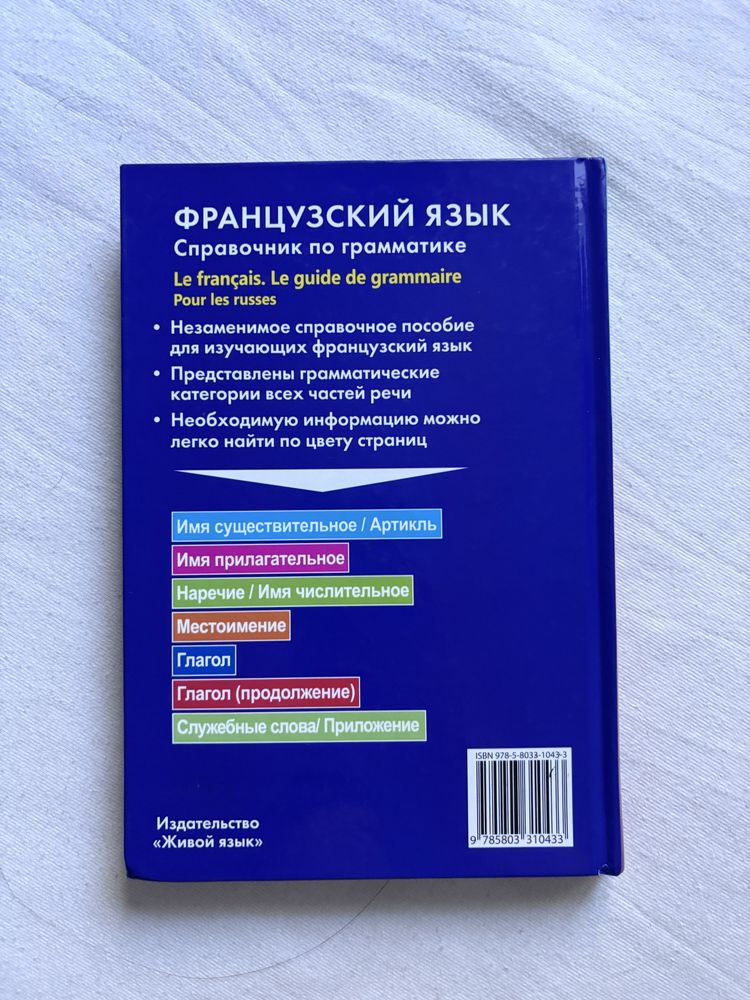 ФРАНЦУЗСКИЙ ЯЗЫК
Справочник по грамматике
Le français. Le guide de grammaire
Pour les russes
• Незаменимое справочное пособие
для изучающих французский язык
• Представлены грамматические
категории всех частей речи
• Необходимую информацию можно
легко найти по цвету страниц
Имя существительное / Артикль
Имя прилагательное
Наречие / Имя числительное
Местоимение
Глагол
Глагол (продолжение)
Служебные слова/ Приложение
ISBN 978-5-8033-1043-3
9 785803 310433
Издательство
«Живой язык»